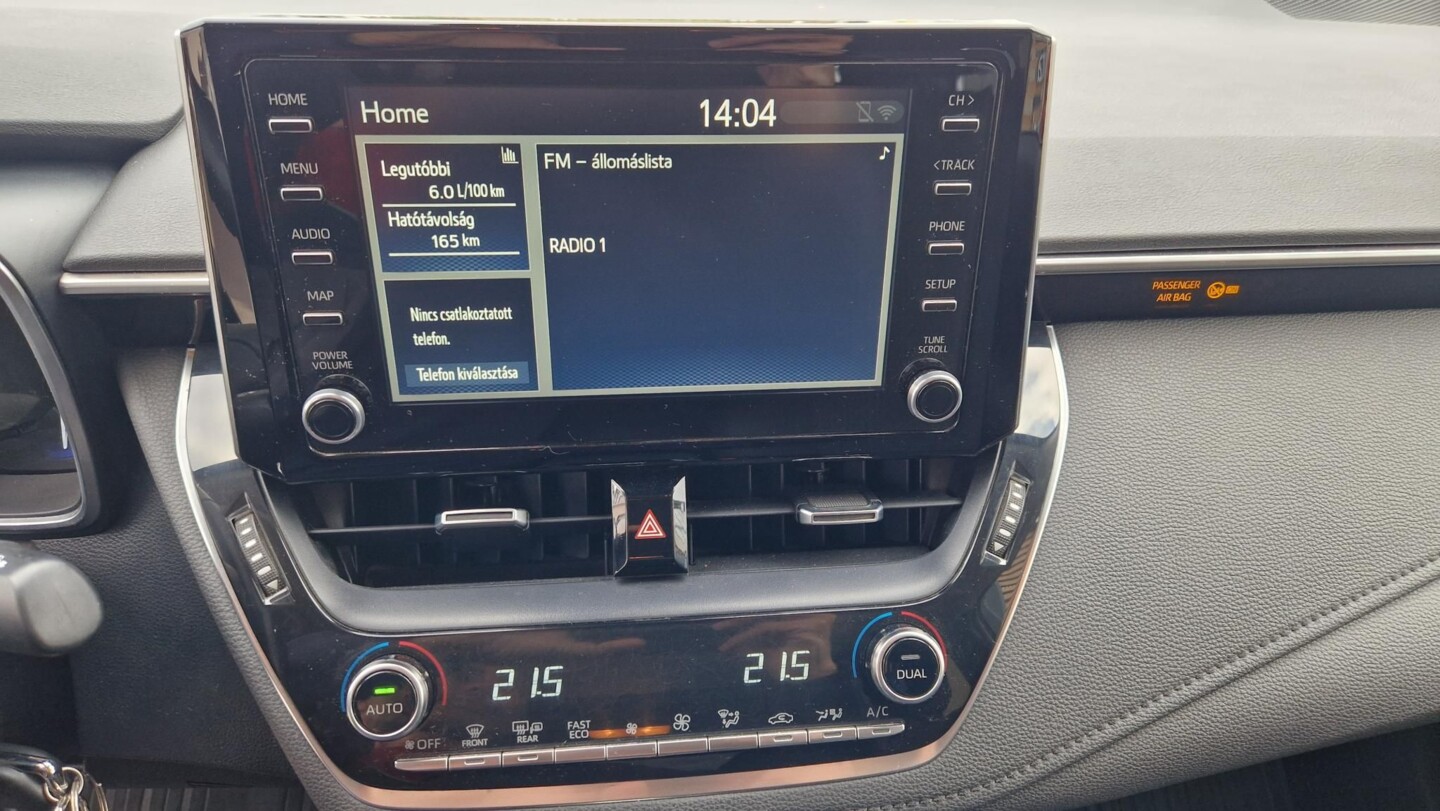 HOME
MENU
AUDIO
MAP
POWER
VOLUME
Home
14:04
Legutóbbi
6.0 L/100 km
Hatótávolság
165 km
Nincs csatlakoztatott
telefon.
Telefon kiválasztása
FM – állomáslista
RADIO 1
CH >
< TRACK
PHONE
SETUP
TUNE
SCROLL
PASSENGER
AIR BAG
21.5
21.5
AUTO
DUAL
OFF
FRONT
REAR
FAST
ECO
A/C